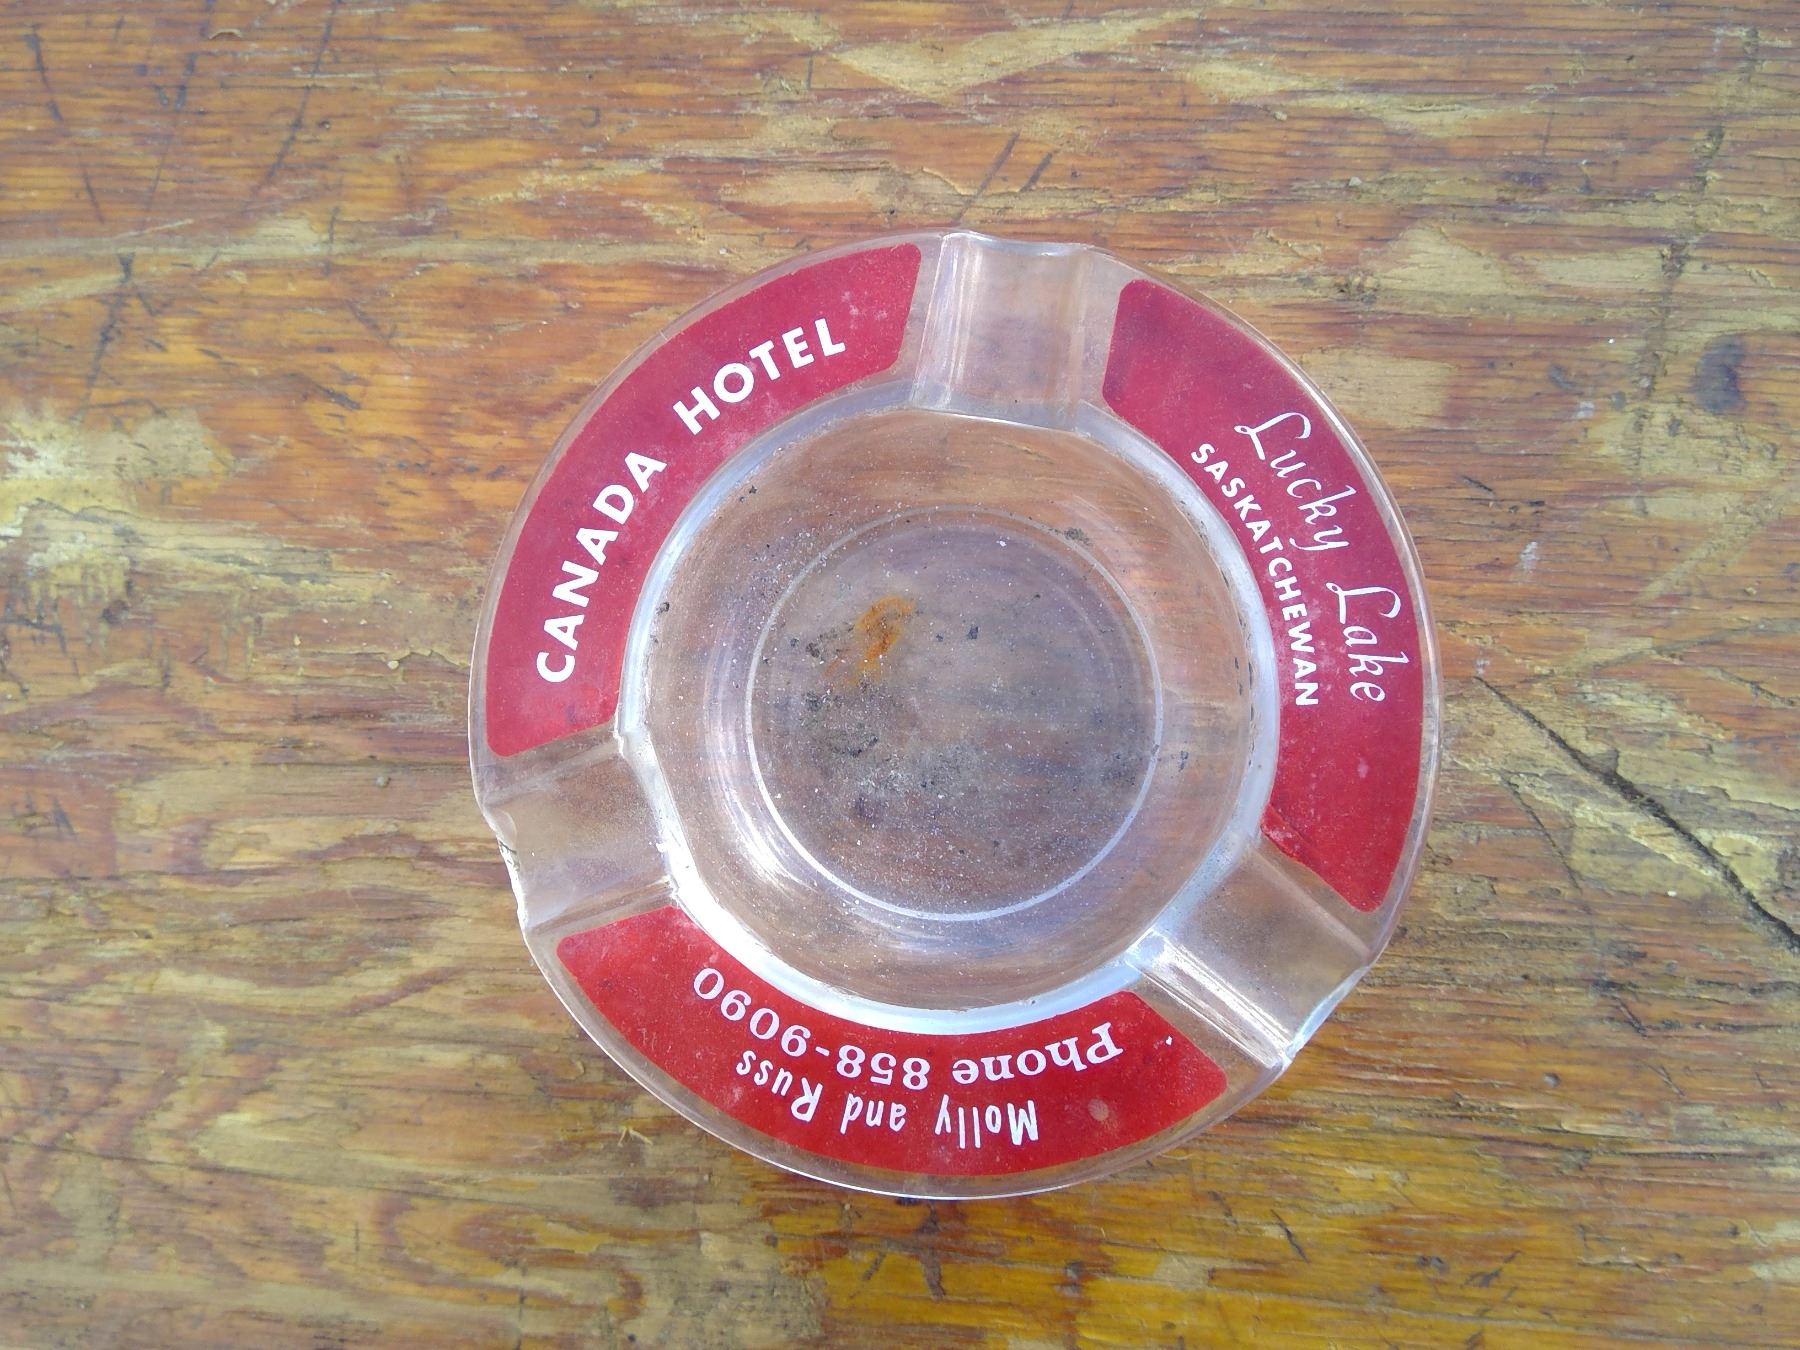 CANADA HOTEL
Lucky Lake
SASKATCHEWAN
Molly and Russ
Phone 858-9090